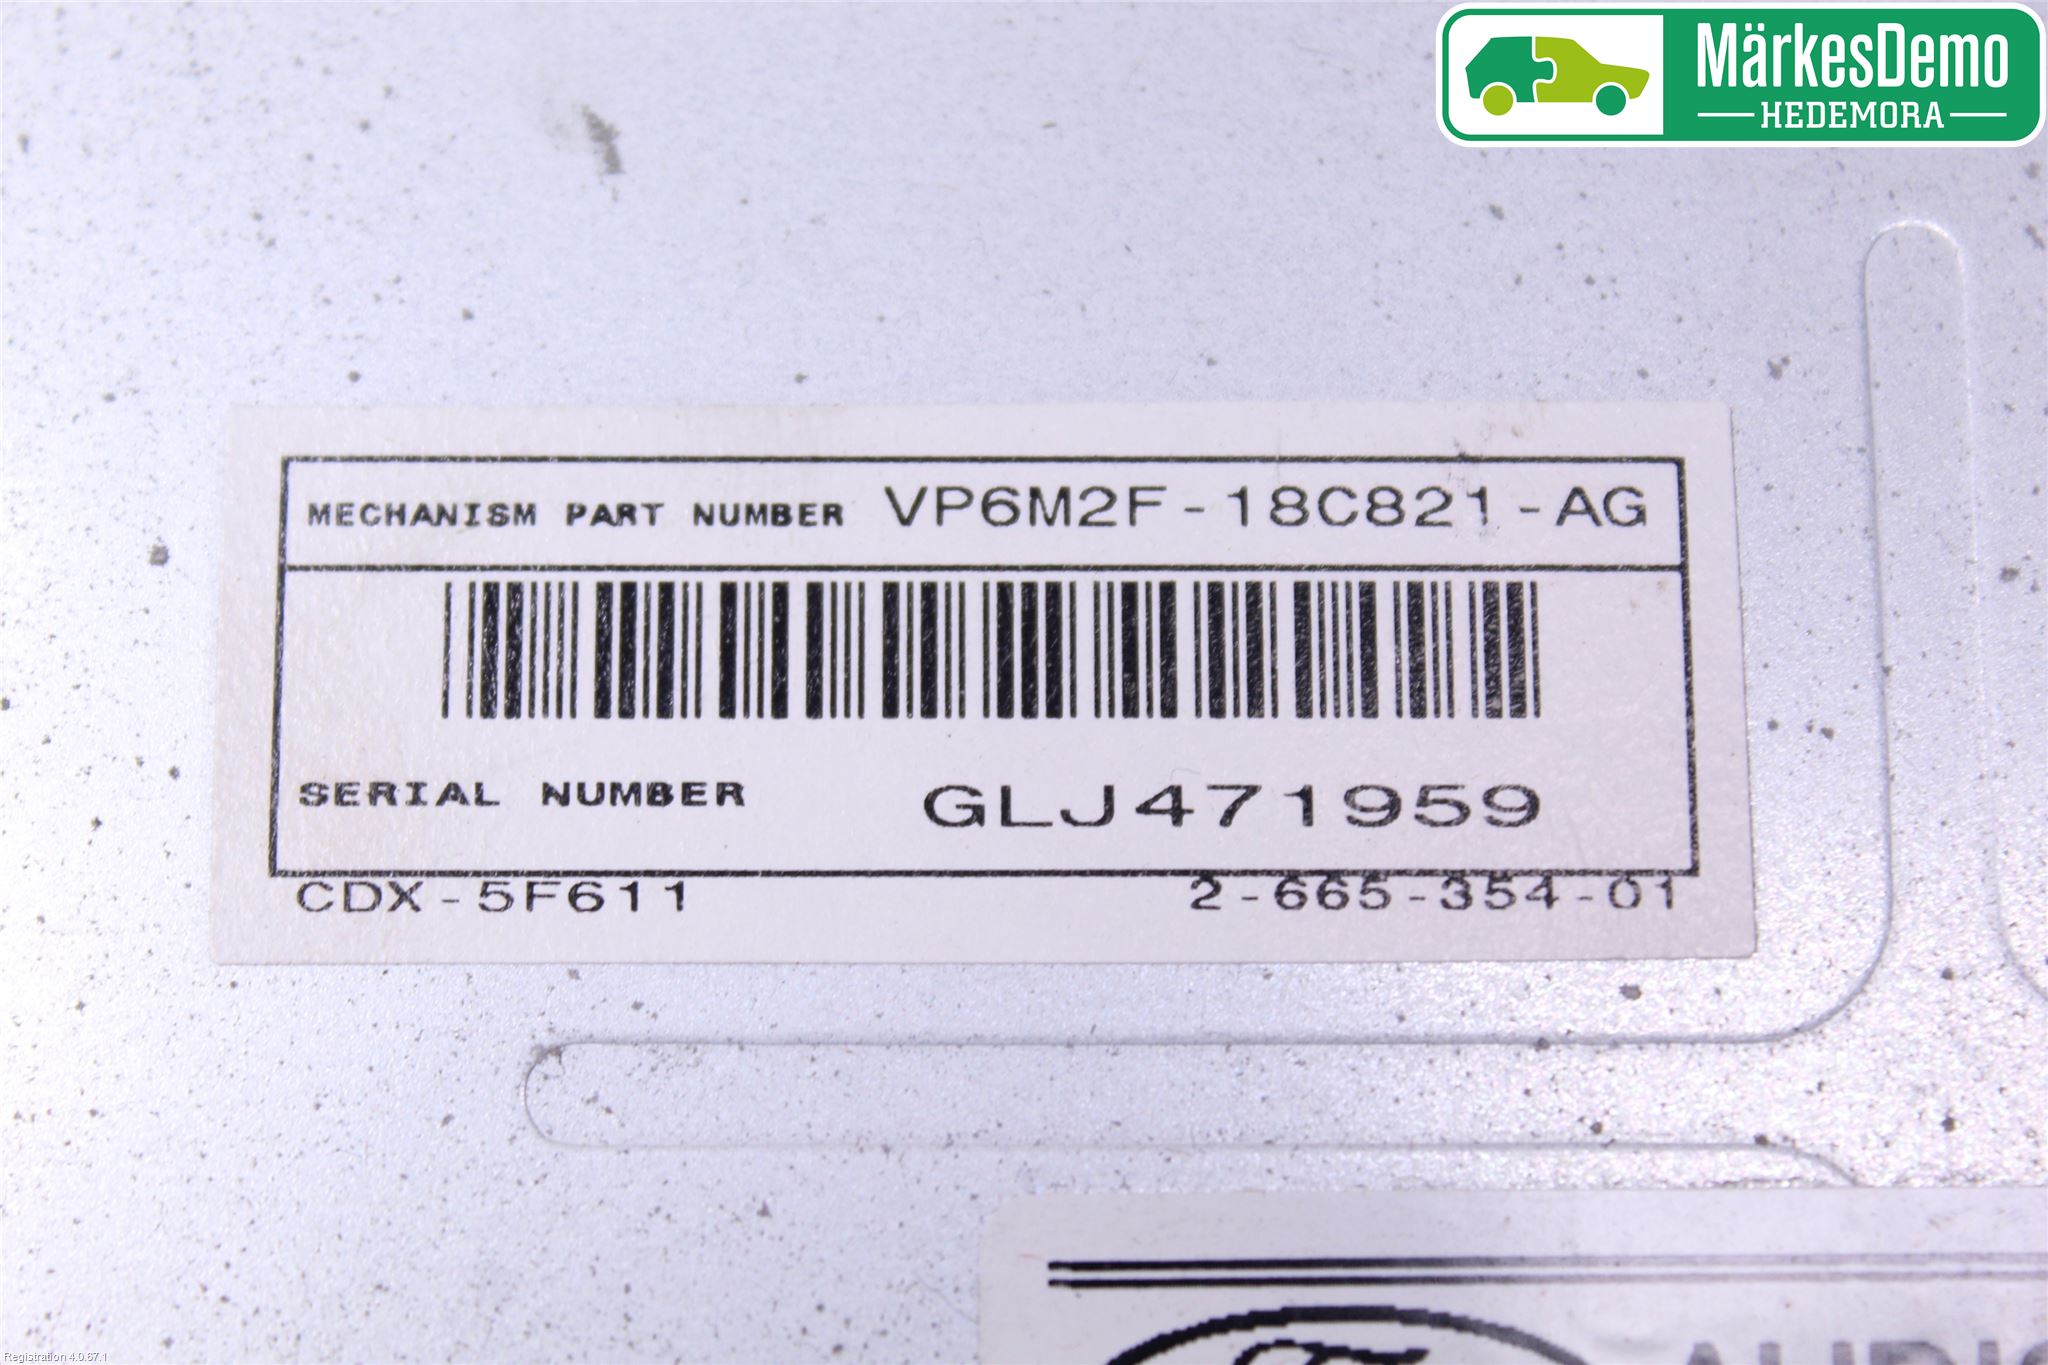 MärkesDemo
HEDEMORA
MECHANISM PART NUMBER VP6M2F-18C821-AG
SERIAL NUMBER GLJ471959
CDX-5F611 2-665-354-01
Registration 4.0.67.1